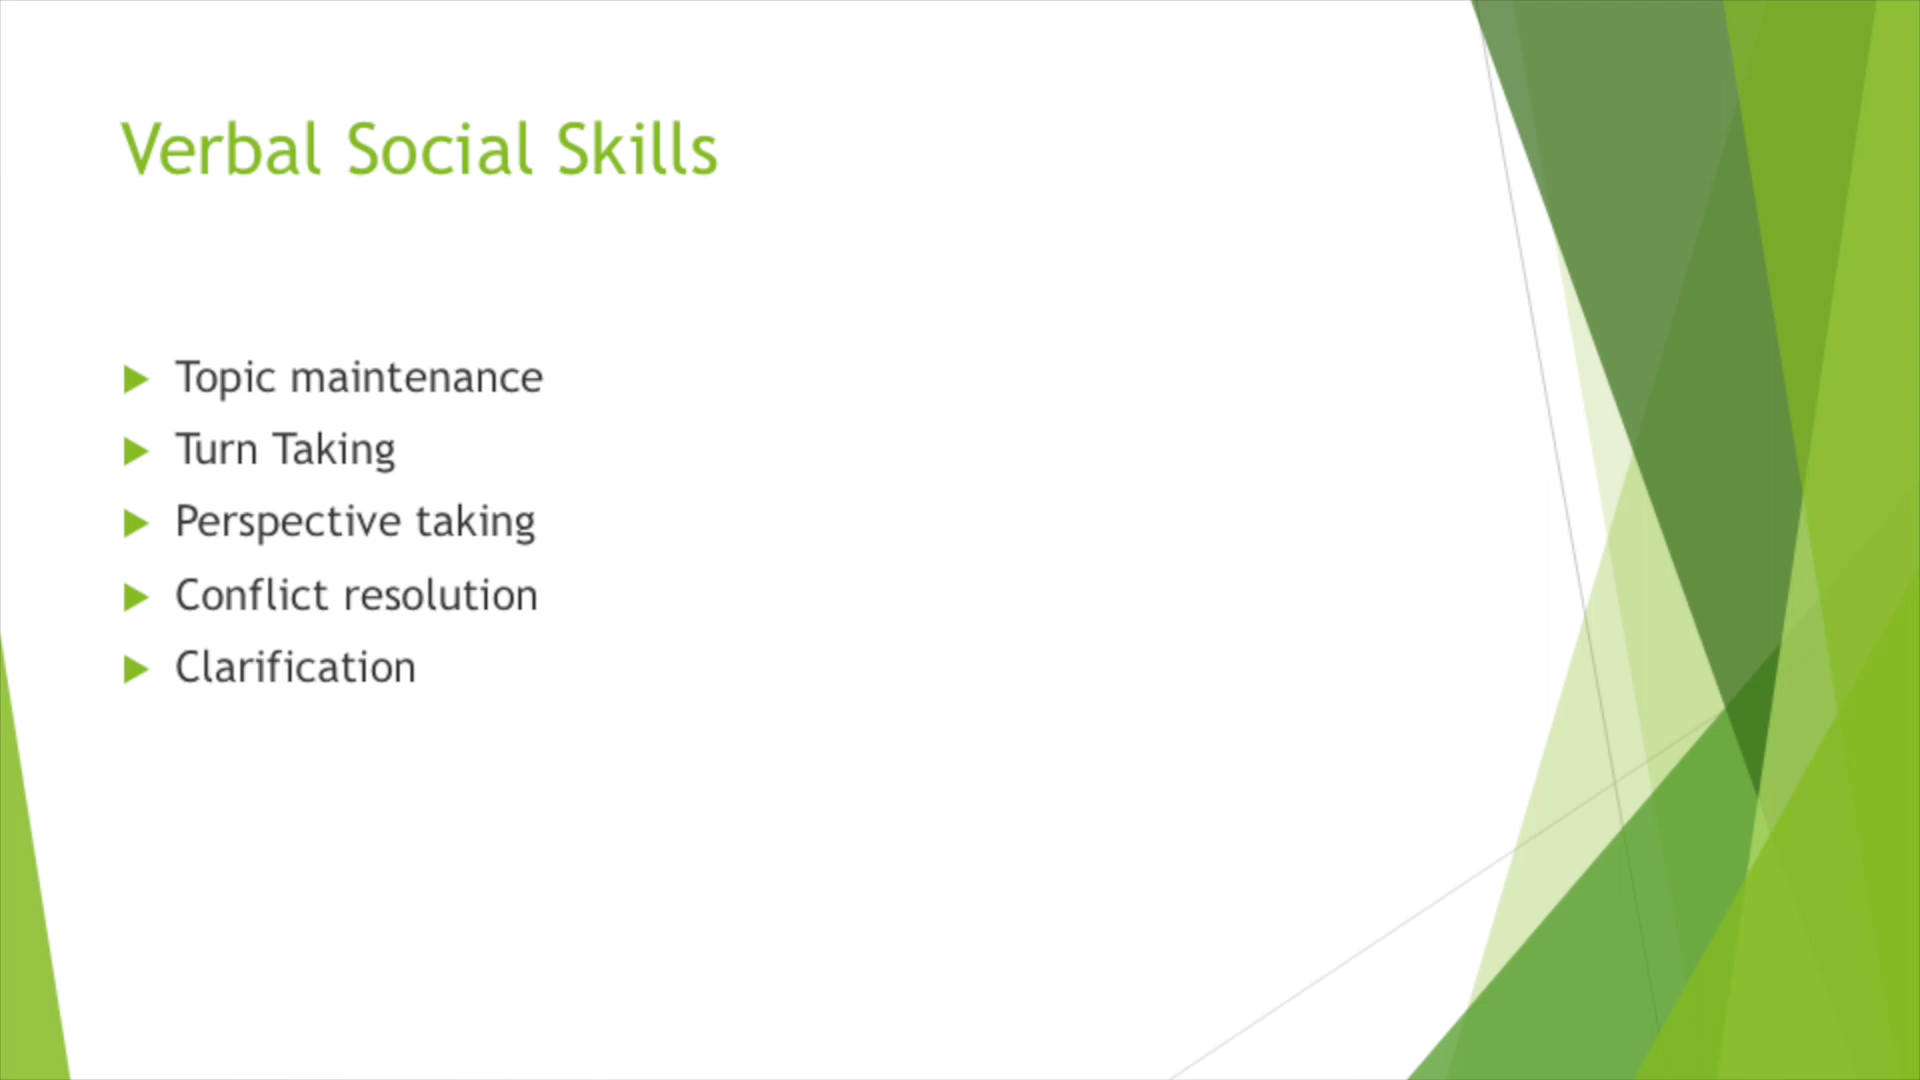 Verbal Social Skills
Topic maintenance
Turn Taking
Perspective taking
Conflict resolution
Clarification